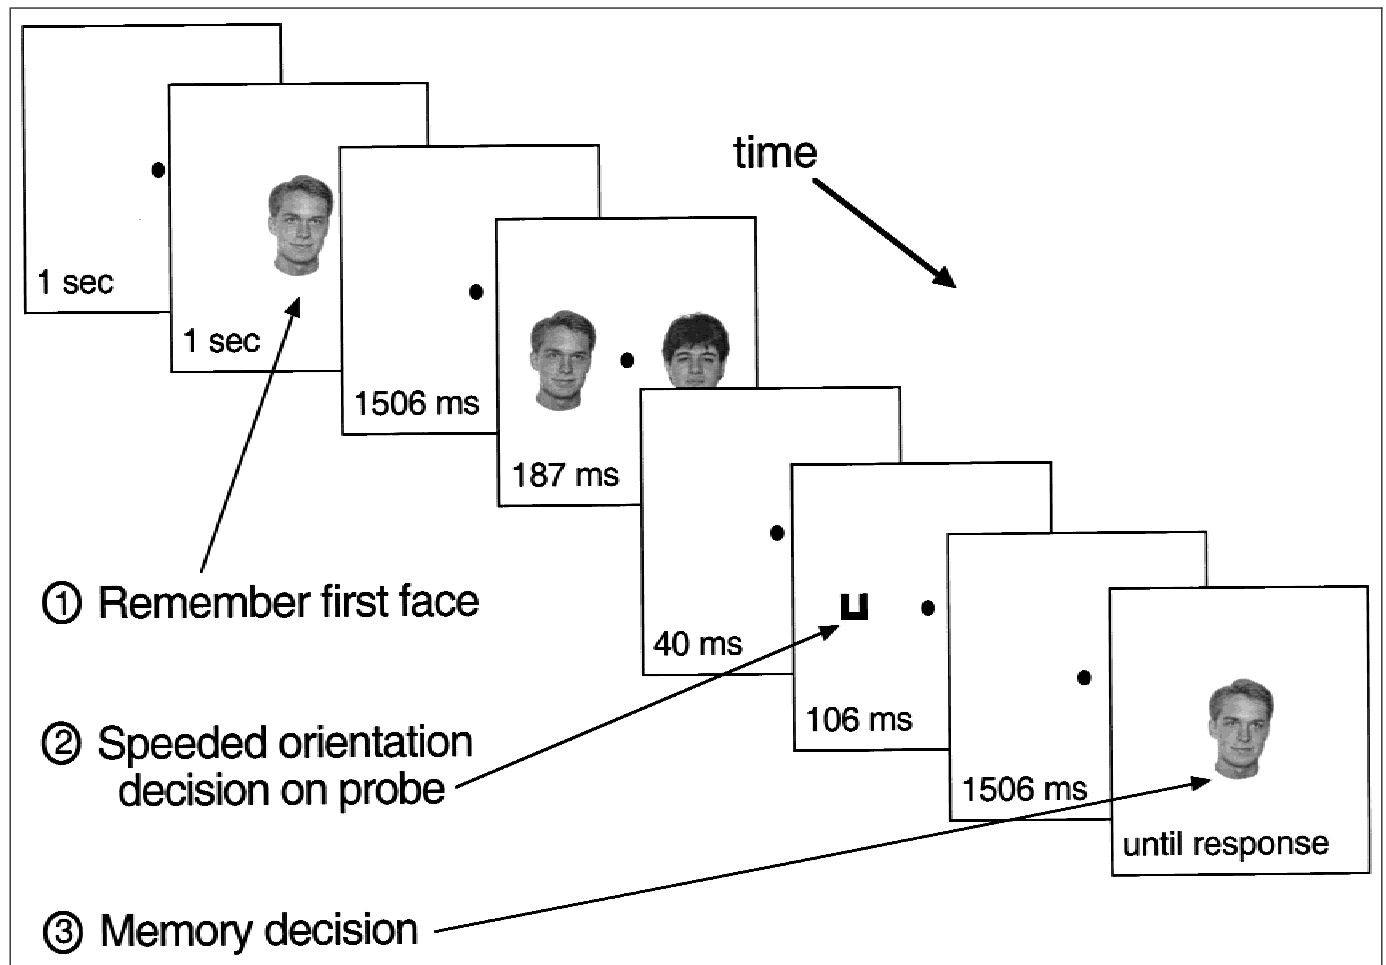 1 sec
1 sec
1506 ms
187 ms
40 ms
106 ms
1506 ms
until response
time
① Remember first face
② Speeded orientation
decision on probe
③ Memory decision